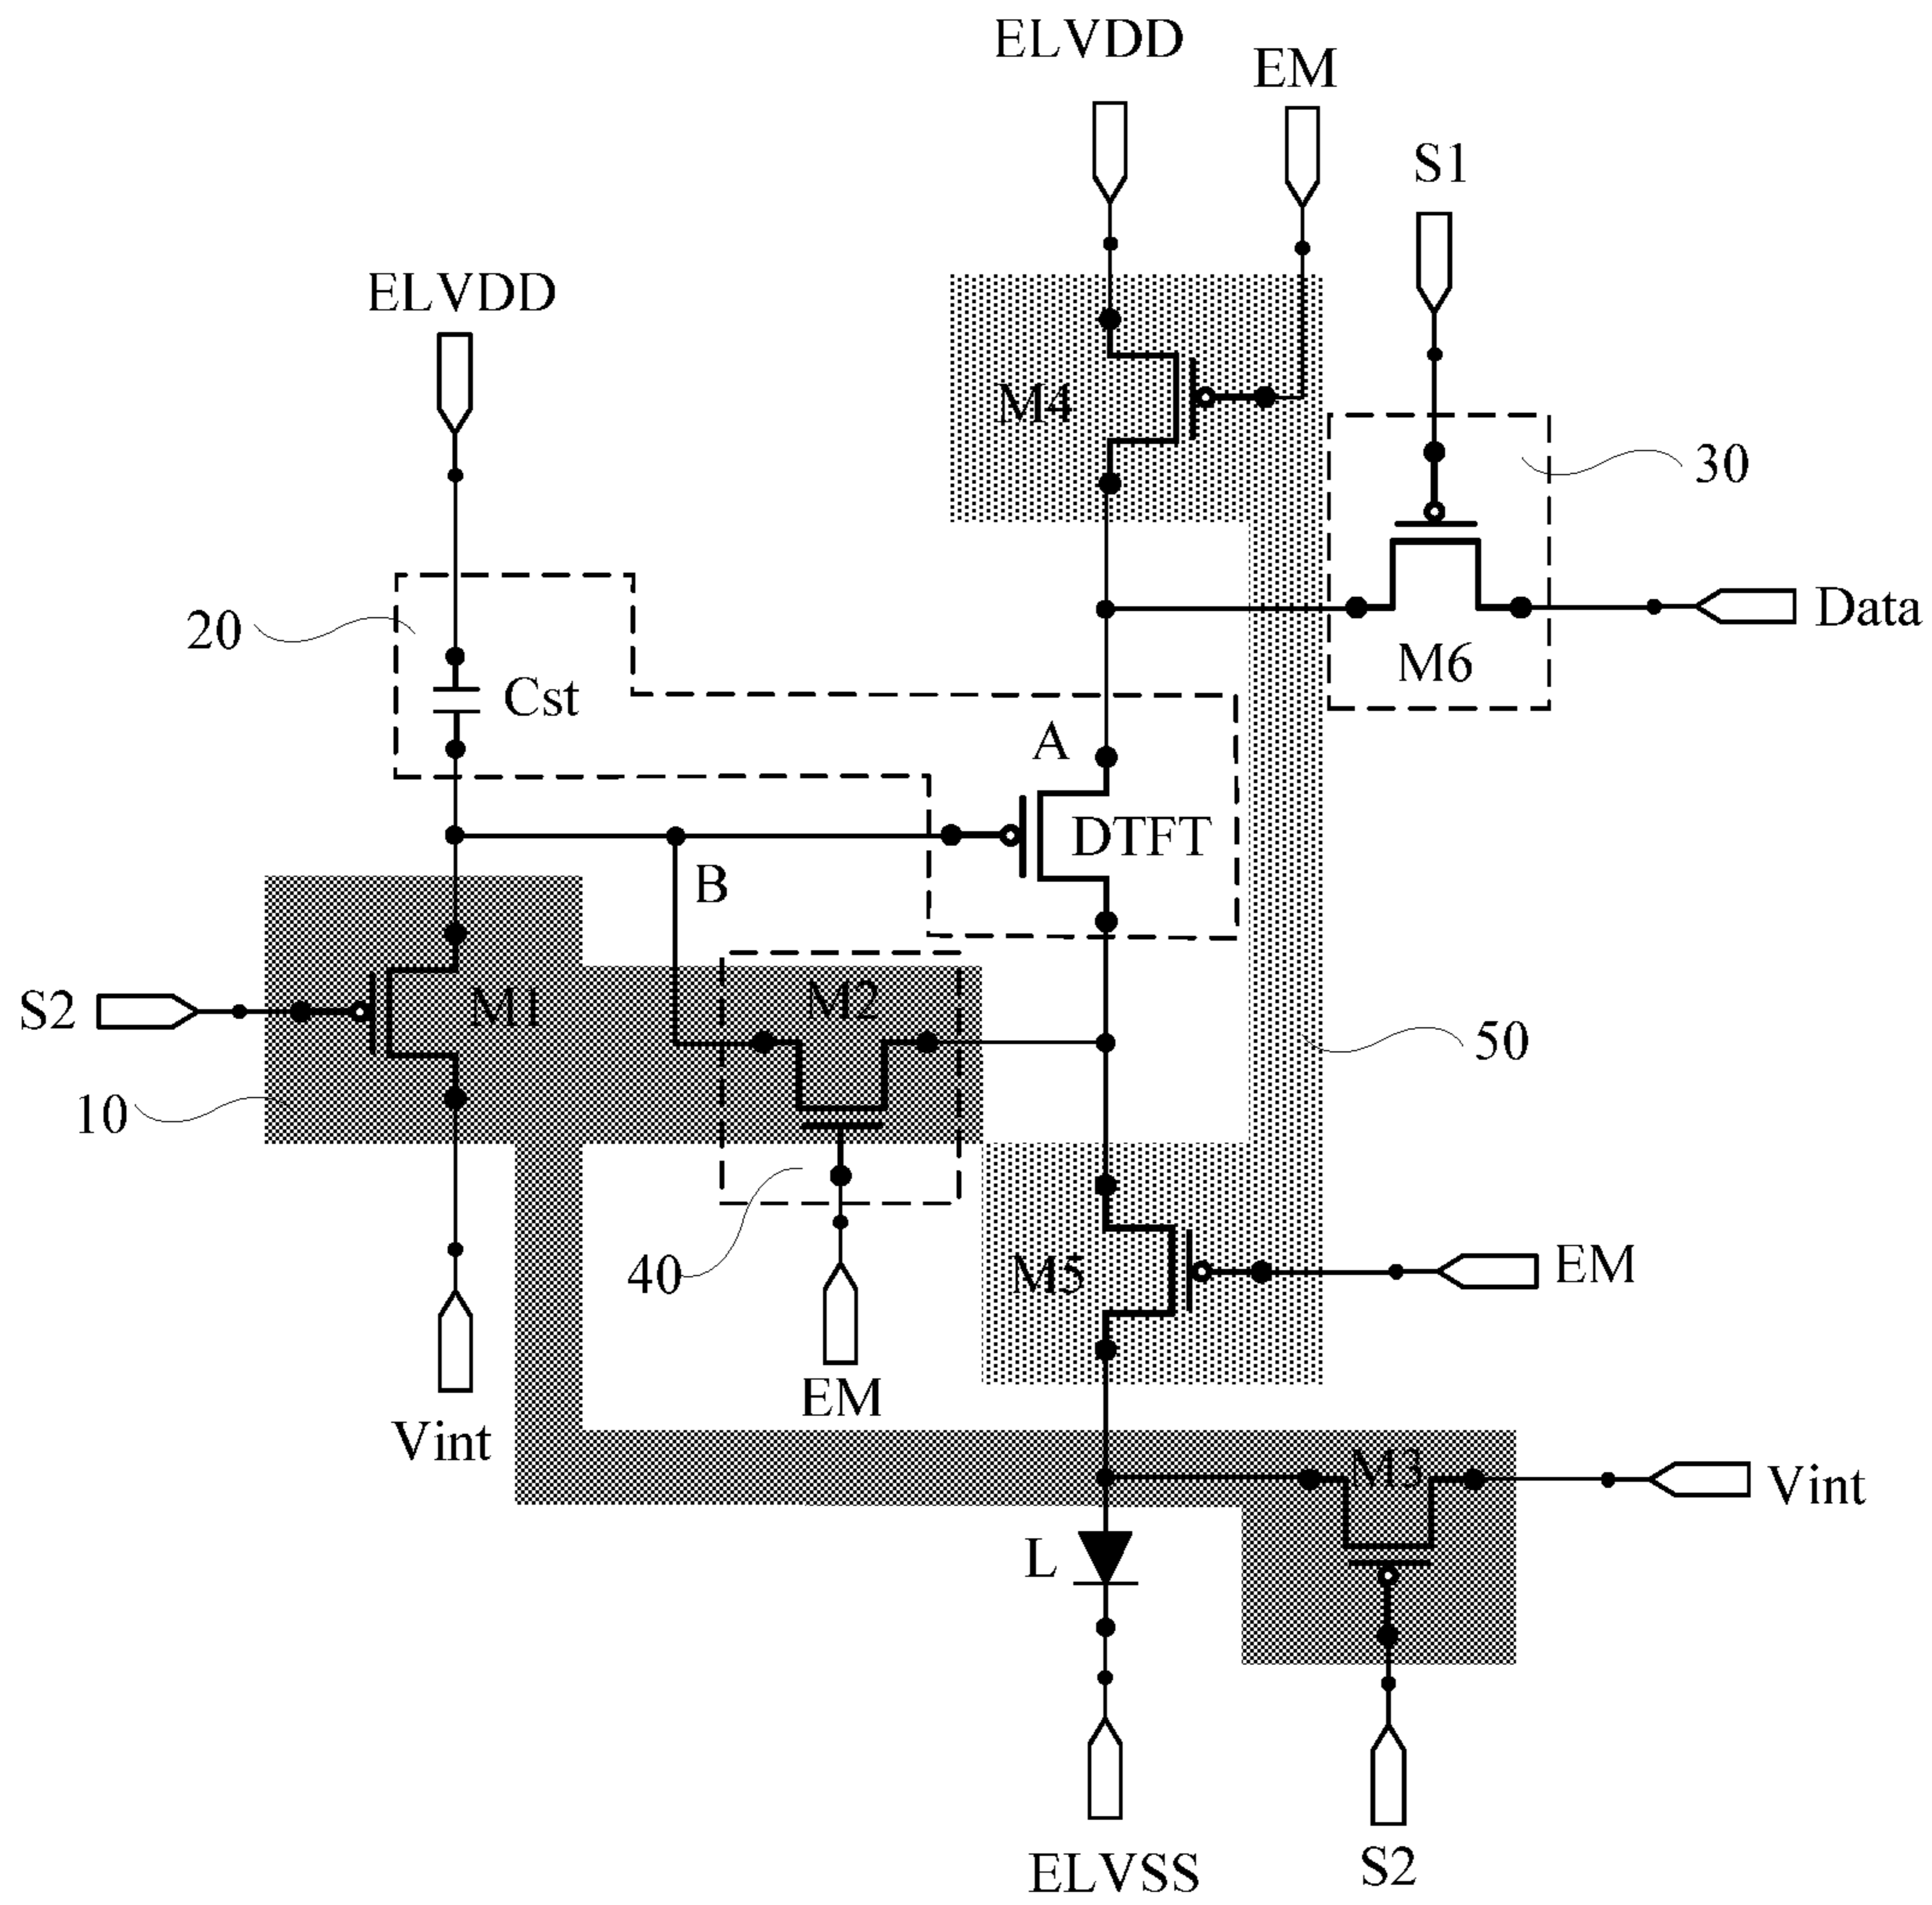 ELVDD
EM
S1
ELVDD
M4
30
20
Data
Cst
M6
A
DTFT
B
S2
M1
M2
50
10
40
M5
EM
EM
Vint
M3
Vint
L
ELVSS
S2